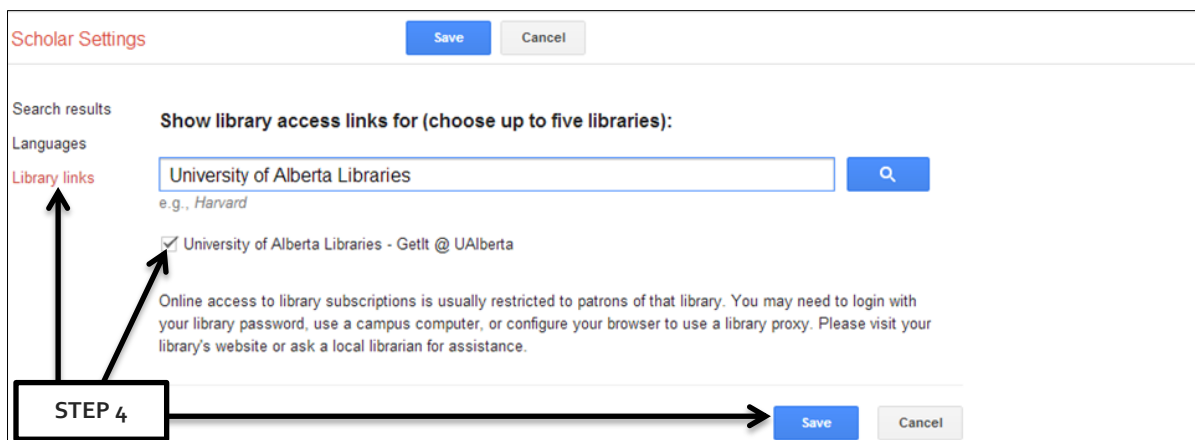 Scholar Settings
Save
Cancel
Search results
Languages
Library links
Show library access links for (choose up to five libraries):
University of Alberta Libraries
e.g., Harvard
University of Alberta Libraries - GetIt @ UAlberta
Online access to library subscriptions is usually restricted to patrons of that library. You may need to login with
your library password, use a campus computer, or configure your browser to use a library proxy. Please visit your
library's website or ask a local librarian for assistance.
STEP 4
Save
Cancel